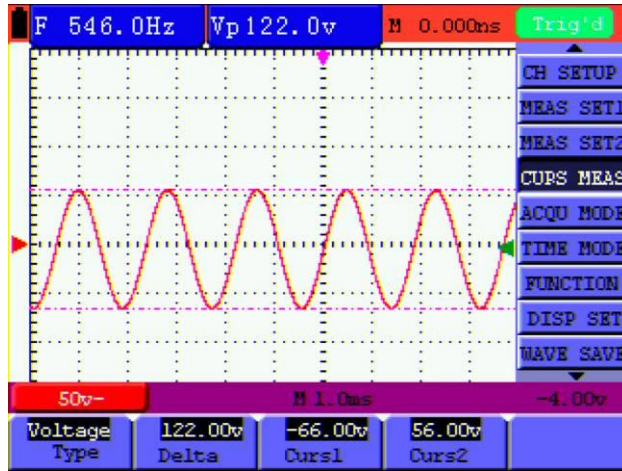 F 546.0Hz Vp122.0v M 0.000ns Trig'd
CH SETUP
MEAS SET1
MEAS SET2
CURS MEAS
ACQU MODE
TIME MODE
FUNCTION
DISP SET
WAVE SAVE
50v~ M 1.0ms -4.00v
Voltage 122.00v -66.00v 56.00v
Type Delta Curs1 Curs2